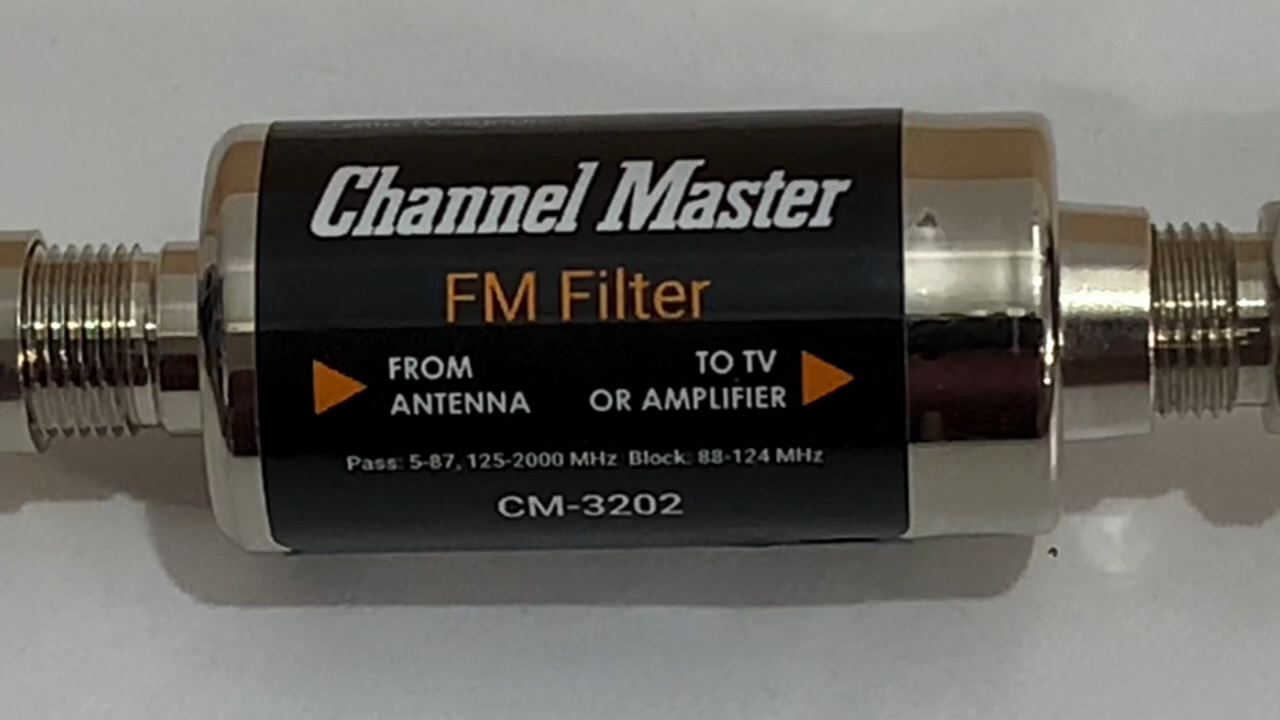 Channel Master
FM Filter
FROM ANTENNA
TO TV OR AMPLIFIER
Pass: 5-87, 125-2000 MHz Block: 88-124 MHz
CM-3202